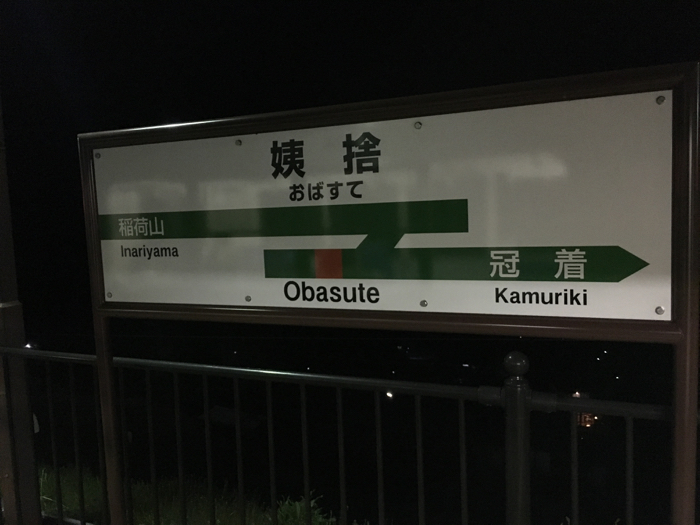 姨捨
おばすて
稲荷山
Inariyama
冠着
Obasute
Kamuriki